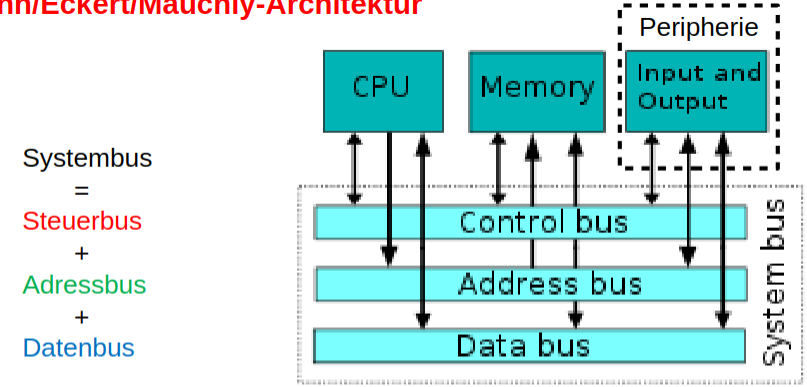 nn/Eckert/Mauchly-Architektur
Peripherie
CPU
Memory
Input and
Output
Systembus
=
Steuerbus
+
Adressbus
+
Datenbus
Control bus
Address bus
Data bus
System bus